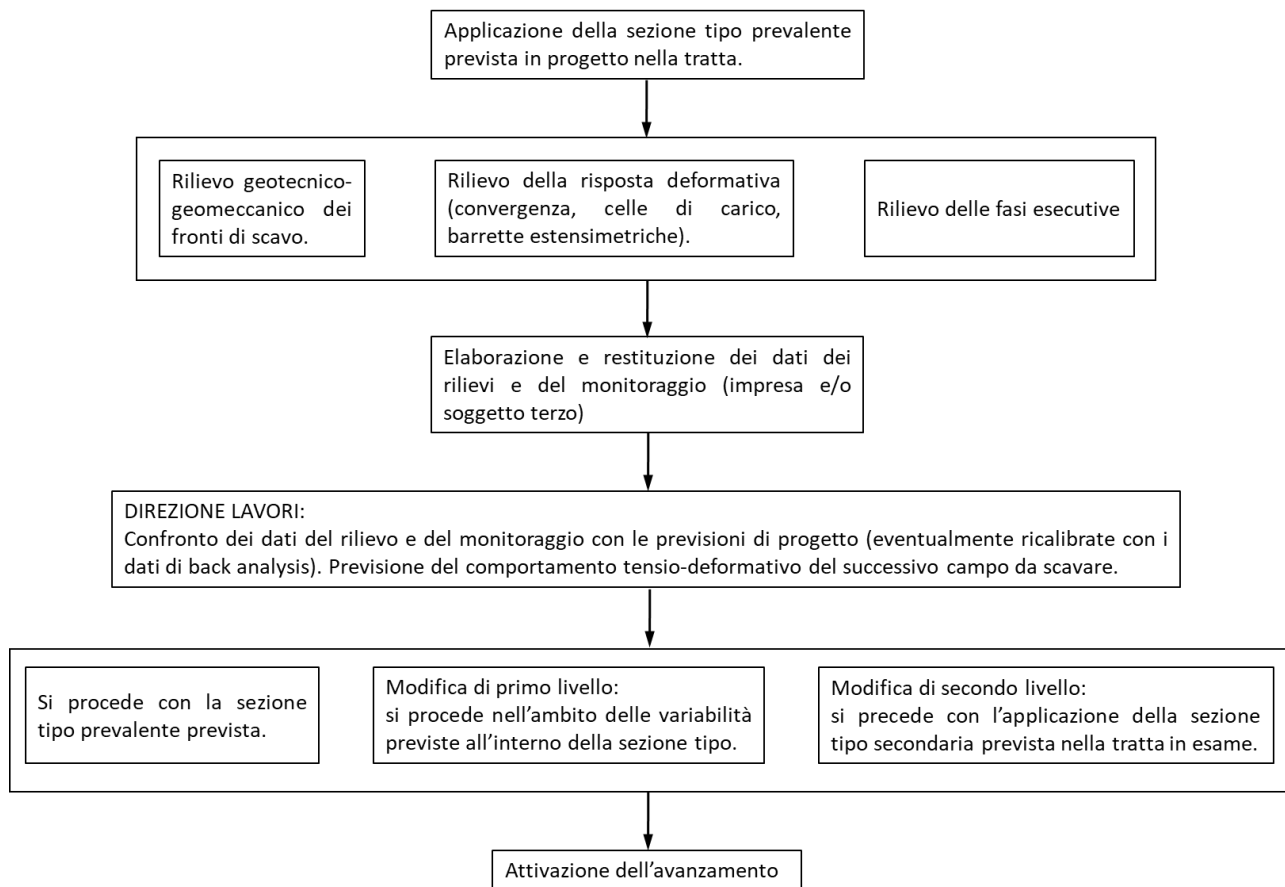 Applicazione della sezione tipo prevalente
prevista in progetto nella tratta.
Rilievo geotecnico-
geomeccanico dei
fronti di scavo.
Rilievo della risposta deformativa
(convergenza, celle di carico,
barrette estensimetriche).
Rilievo delle fasi esecutive
Elaborazione e restituzione dei dati dei
rilievi e del monitoraggio (impresa e/o
soggetto terzo)
DIREZIONE LAVORI:
Confronto dei dati del rilievo e del monitoraggio con le previsioni di progetto (eventualmente ricalibrate con i
dati di back analysis). Previsione del comportamento tensio-deformativo del successivo campo da scavare.
Si procede con la sezione
tipo prevalente prevista.
Modifica di primo livello:
si procede nell’ambito delle variabilità
previste all’interno della sezione tipo.
Modifica di secondo livello:
si precede con l’applicazione della sezione
tipo secondaria prevista nella tratta in esame.
Attivazione dell’avanzamento